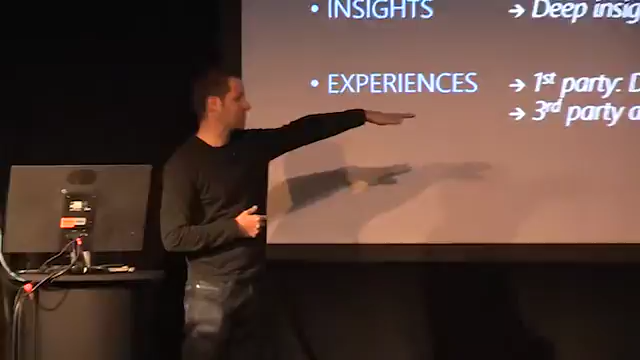 • INSIGHTS → Deep insig
• EXPERIENCES → 1st party: D
→ 3rd party a